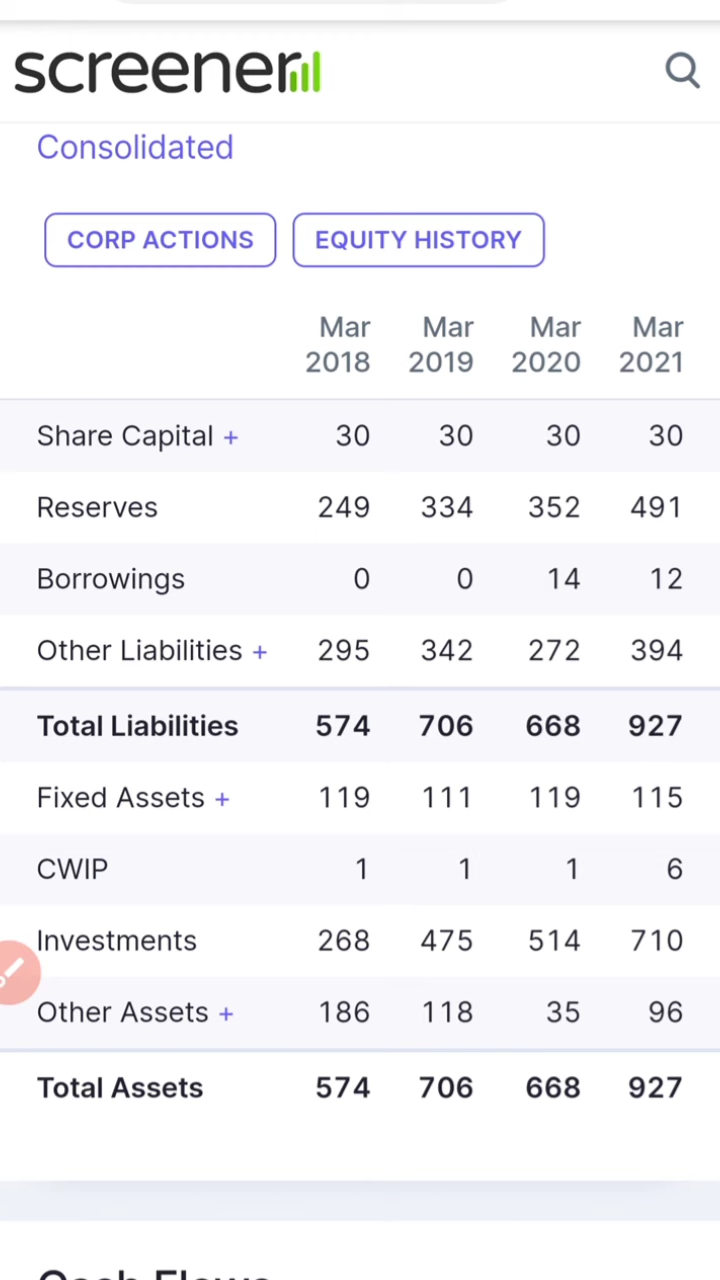 screener
Consolidated
CORP ACTIONS EQUITY HISTORY
Mar 2018 Mar 2019 Mar 2020 Mar 2021
Share Capital + 30 30 30 30
Reserves 249 334 352 491
Borrowings 0 0 14 12
Other Liabilities + 295 342 272 394
Total Liabilities 574 706 668 927
Fixed Assets + 119 111 119 115
CWIP 1 1 1 6
Investments 268 475 514 710
Other Assets + 186 118 35 96
Total Assets 574 706 668 927
Cash Flows